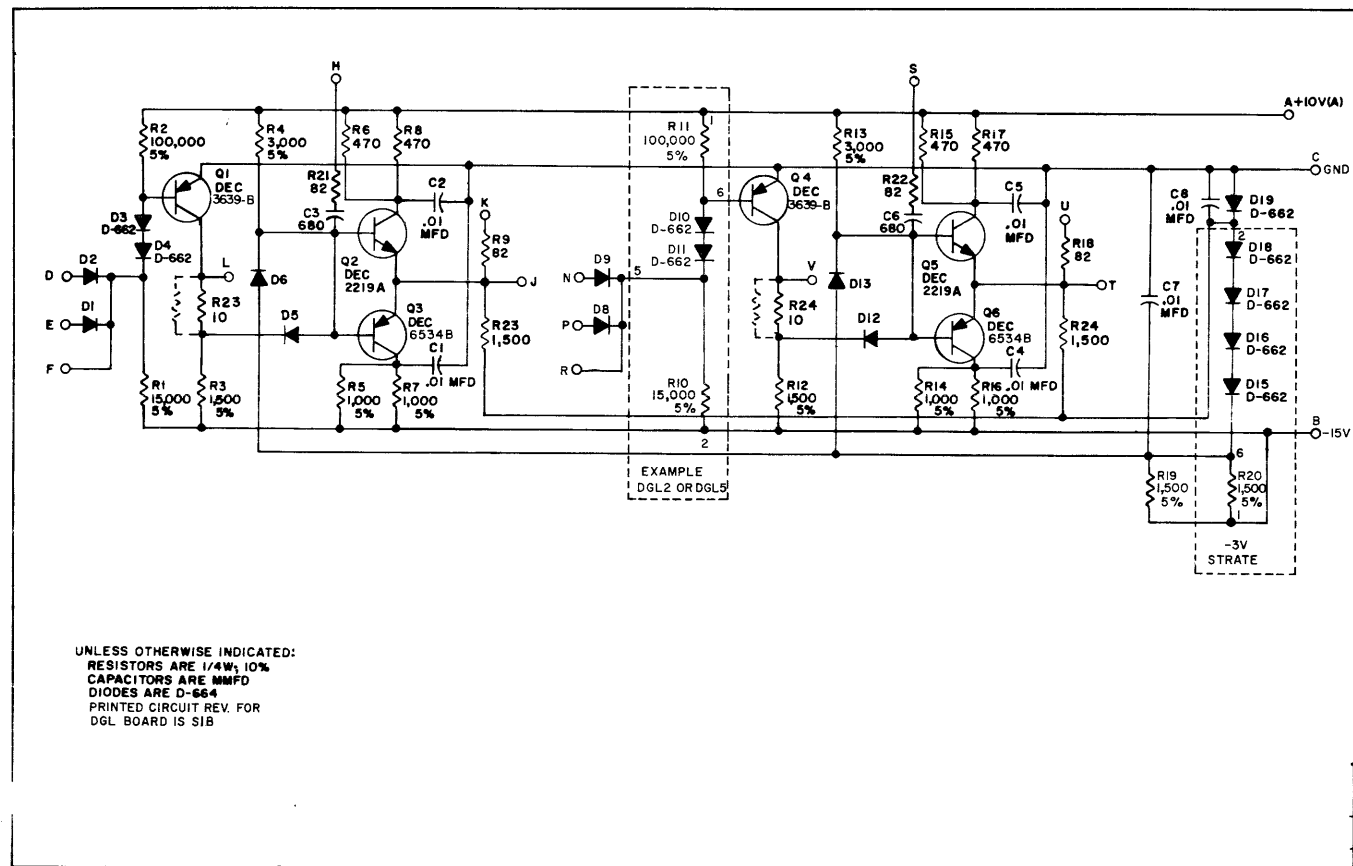 H
S
A+10V(A)
R2
100,000
5%
R4
3,000
5%
R6
470
R8
470
R11
100,000
5%
1
R13
3,000
5%
R15
470
R17
470
C
GND
Q1
DEC
3639-B
R21
82
C3
680
C2
.01
MFD
K
R9
82
6
Q4
DEC
3639-B
R22
82
C6
680
C5
.01
MFD
U
R18
82
C8
.01
MFD
D19
D-662
2
D3
D-662
D4
D-662
D10
D-662
D11
D-662
D18
D-662
D
D2
E
D1
F
L
R23
10
D6
Q2
DEC
2219A
J
N
D9
5
P
D8
R
V
R24
10
D13
Q5
DEC
2219A
T
C7
.01
MFD
D17
D-662
D16
D-662
D15
D-662
D5
Q3
DEC
6534B
R23
1,500
D12
Q6
DEC
6534B
R24
1,500
C1
.01 MFD
C4
.01 MFD
R1
15,000
5%
R3
1,500
5%
R5
1,000
5%
R7
1,000
5%
R10
15,000
5%
2
R12
1,500
5%
R14
1,000
5%
R16
1,000
5%
B
-15V
6
EXAMPLE
DGL2 OR DGL5
R19
1,500
5%
R20
1,500
5%
1
-3V
STRATE
UNLESS OTHERWISE INDICATED:
RESISTORS ARE 1/4W; 10%
CAPACITORS ARE MMFD
DIODES ARE D-664
PRINTED CIRCUIT REV. FOR
DGL BOARD IS S1B